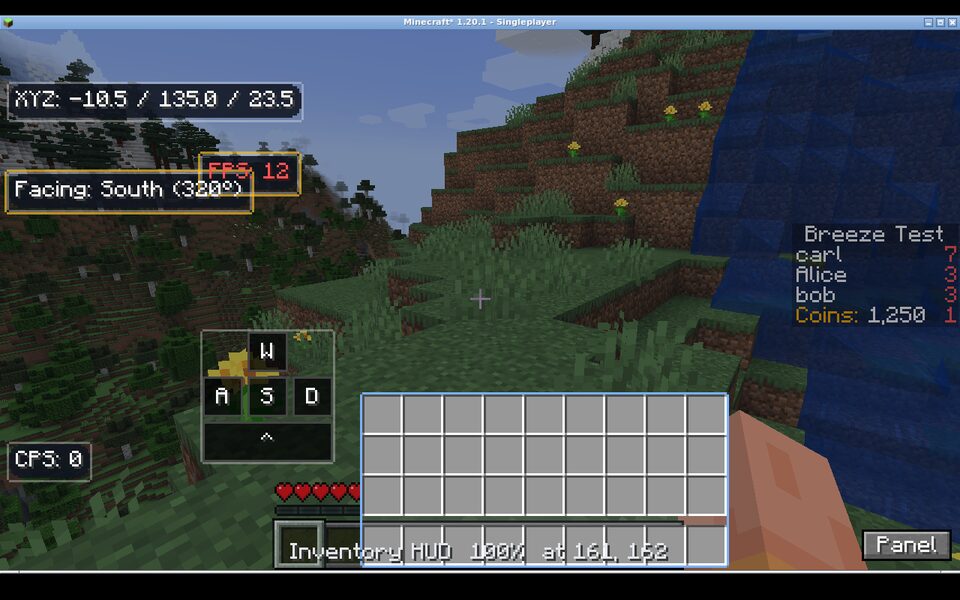 Minecraft* 1.20.1 - Singleplayer
XYZ: -10.5 / 135.0 / 23.5
FPS: 12
Facing: South (320°)
Breeze Test
carl 7
Alice 3
bob 3
Coins: 1,250 1
W
A S D
^
CPS: 0
Inventory HUD 100% at 161, 162
Panel